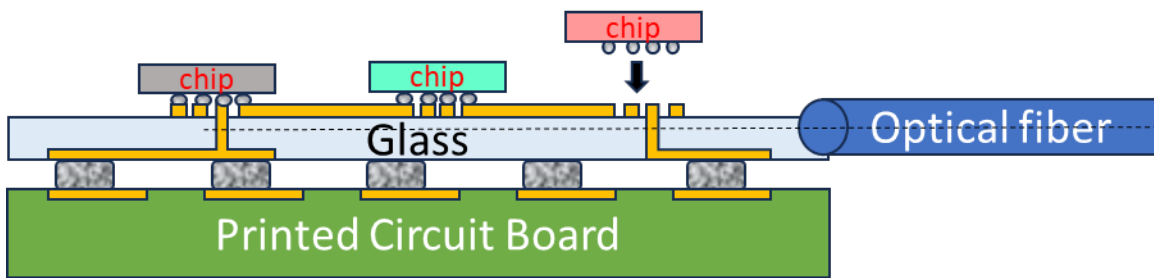 chip
chip
chip
Glass
Optical fiber
Printed Circuit Board